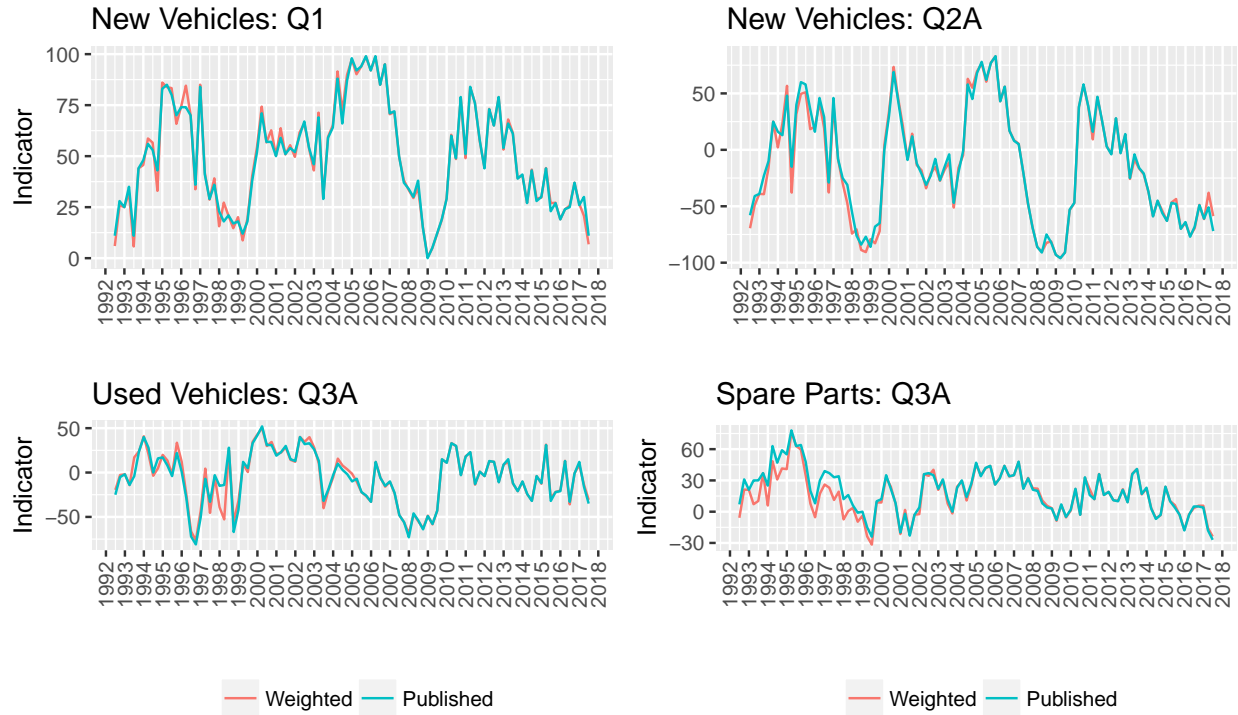 New Vehicles: Q1
Indicator
100
75
50
25
0
1992 1993 1994 1995 1996 1997 1998 1999 2000 2001 2002 2003 2004 2005 2006 2007 2008 2009 2010 2011 2012 2013 2014 2015 2016 2017 2018
New Vehicles: Q2A
50
0
−50
−100
1992 1993 1994 1995 1996 1997 1998 1999 2000 2001 2002 2003 2004 2005 2006 2007 2008 2009 2010 2011 2012 2013 2014 2015 2016 2017 2018
Used Vehicles: Q3A
Indicator
50
0
−50
1992 1993 1994 1995 1996 1997 1998 1999 2000 2001 2002 2003 2004 2005 2006 2007 2008 2009 2010 2011 2012 2013 2014 2015 2016 2017 2018
Spare Parts: Q3A
Indicator
60
30
0
−30
1992 1993 1994 1995 1996 1997 1998 1999 2000 2001 2002 2003 2004 2005 2006 2007 2008 2009 2010 2011 2012 2013 2014 2015 2016 2017 2018
Weighted Published
Weighted Published